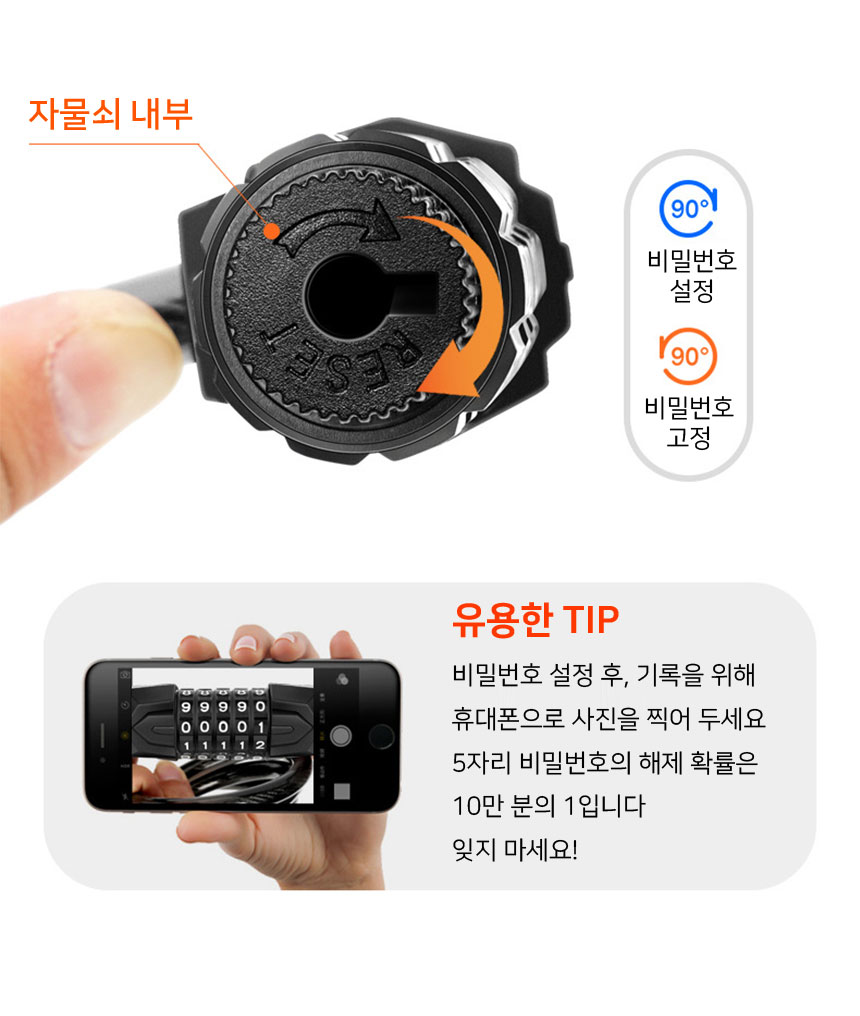 자물쇠 내부
RESET
90°
비밀번호
설정
90°
비밀번호
고정
유용한 TIP
비밀번호 설정 후, 기록을 위해
휴대폰으로 사진을 찍어 두세요
5자리 비밀번호의 해제 확률은
10만 분의 1입니다
잊지 마세요!
9 9 9 9 0
0 0 0 0 1
1 1 1 1 2